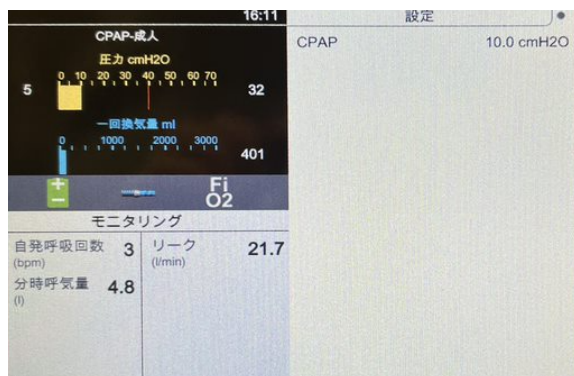 16:11
設定
CPAP-成人
圧力 cmH2O
0 10 20 30 40 50 60 70
5
32
一回換気量 ml
0 1000 2000 3000
401
Fi
O2
モニタリング
自発呼吸回数 3
(bpm)
リーク 21.7
(l/min)
分時呼気量 4.8
(l)
CPAP 10.0 cmH2O